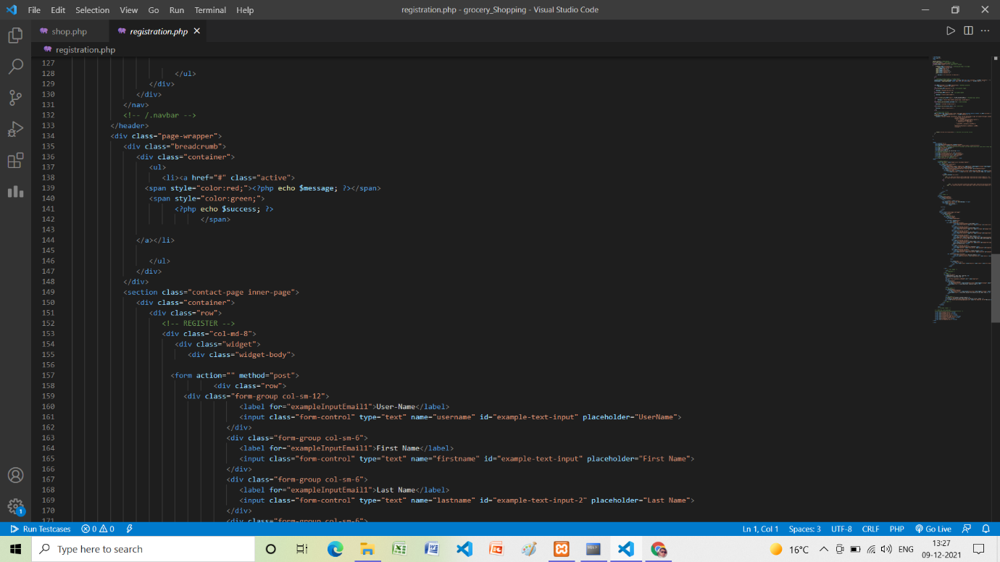 File Edit Selection View Go Run Terminal Help registration.php - grocery_Shopping - Visual Studio Code
shop.php registration.php
registration.php
127
128 </ul>
129 </div>
130 </div>
131 </nav>
132 <!-- /.navbar -->
133 </header>
134 <div class="page-wrapper">
135 <div class="breadcrumb">
136 <div class="container">
137 <ul>
138 <li><a href="#" class="active">
139 <span style="color:red;"><?php echo $message; ?></span>
140 <span style="color:green;">
141 <?php echo $success; ?>
142 </span>
143
144 </a></li>
145
146 </ul>
147 </div>
148 </div>
149 <section class="contact-page inner-page">
150 <div class="container">
151 <div class="row">
152 <!-- REGISTER -->
153 <div class="col-md-8">
154 <div class="widget">
155 <div class="widget-body">
156
157 <form action="" method="post">
158 <div class="row">
159 <div class="form-group col-sm-12">
160 <label for="exampleInputEmail1">User-Name</label>
161 <input class="form-control" type="text" name="username" id="example-text-input" placeholder="UserName">
162 </div>
163 <div class="form-group col-sm-6">
164 <label for="exampleInputEmail1">First Name</label>
165 <input class="form-control" type="text" name="firstname" id="example-text-input" placeholder="First Name">
166 </div>
167 <div class="form-group col-sm-6">
168 <label for="exampleInputEmail1">Last Name</label>
169 <input class="form-control" type="text" name="lastname" id="example-text-input-2" placeholder="Last Name">
170 </div>
171 <div class="form-group col-sm-6">
1
Run Testcases 0 0 Ln 1, Col 1 Spaces: 3 UTF-8 CRLF PHP Go Live
Type here to search 16°C ENG 13:27
09-12-2021